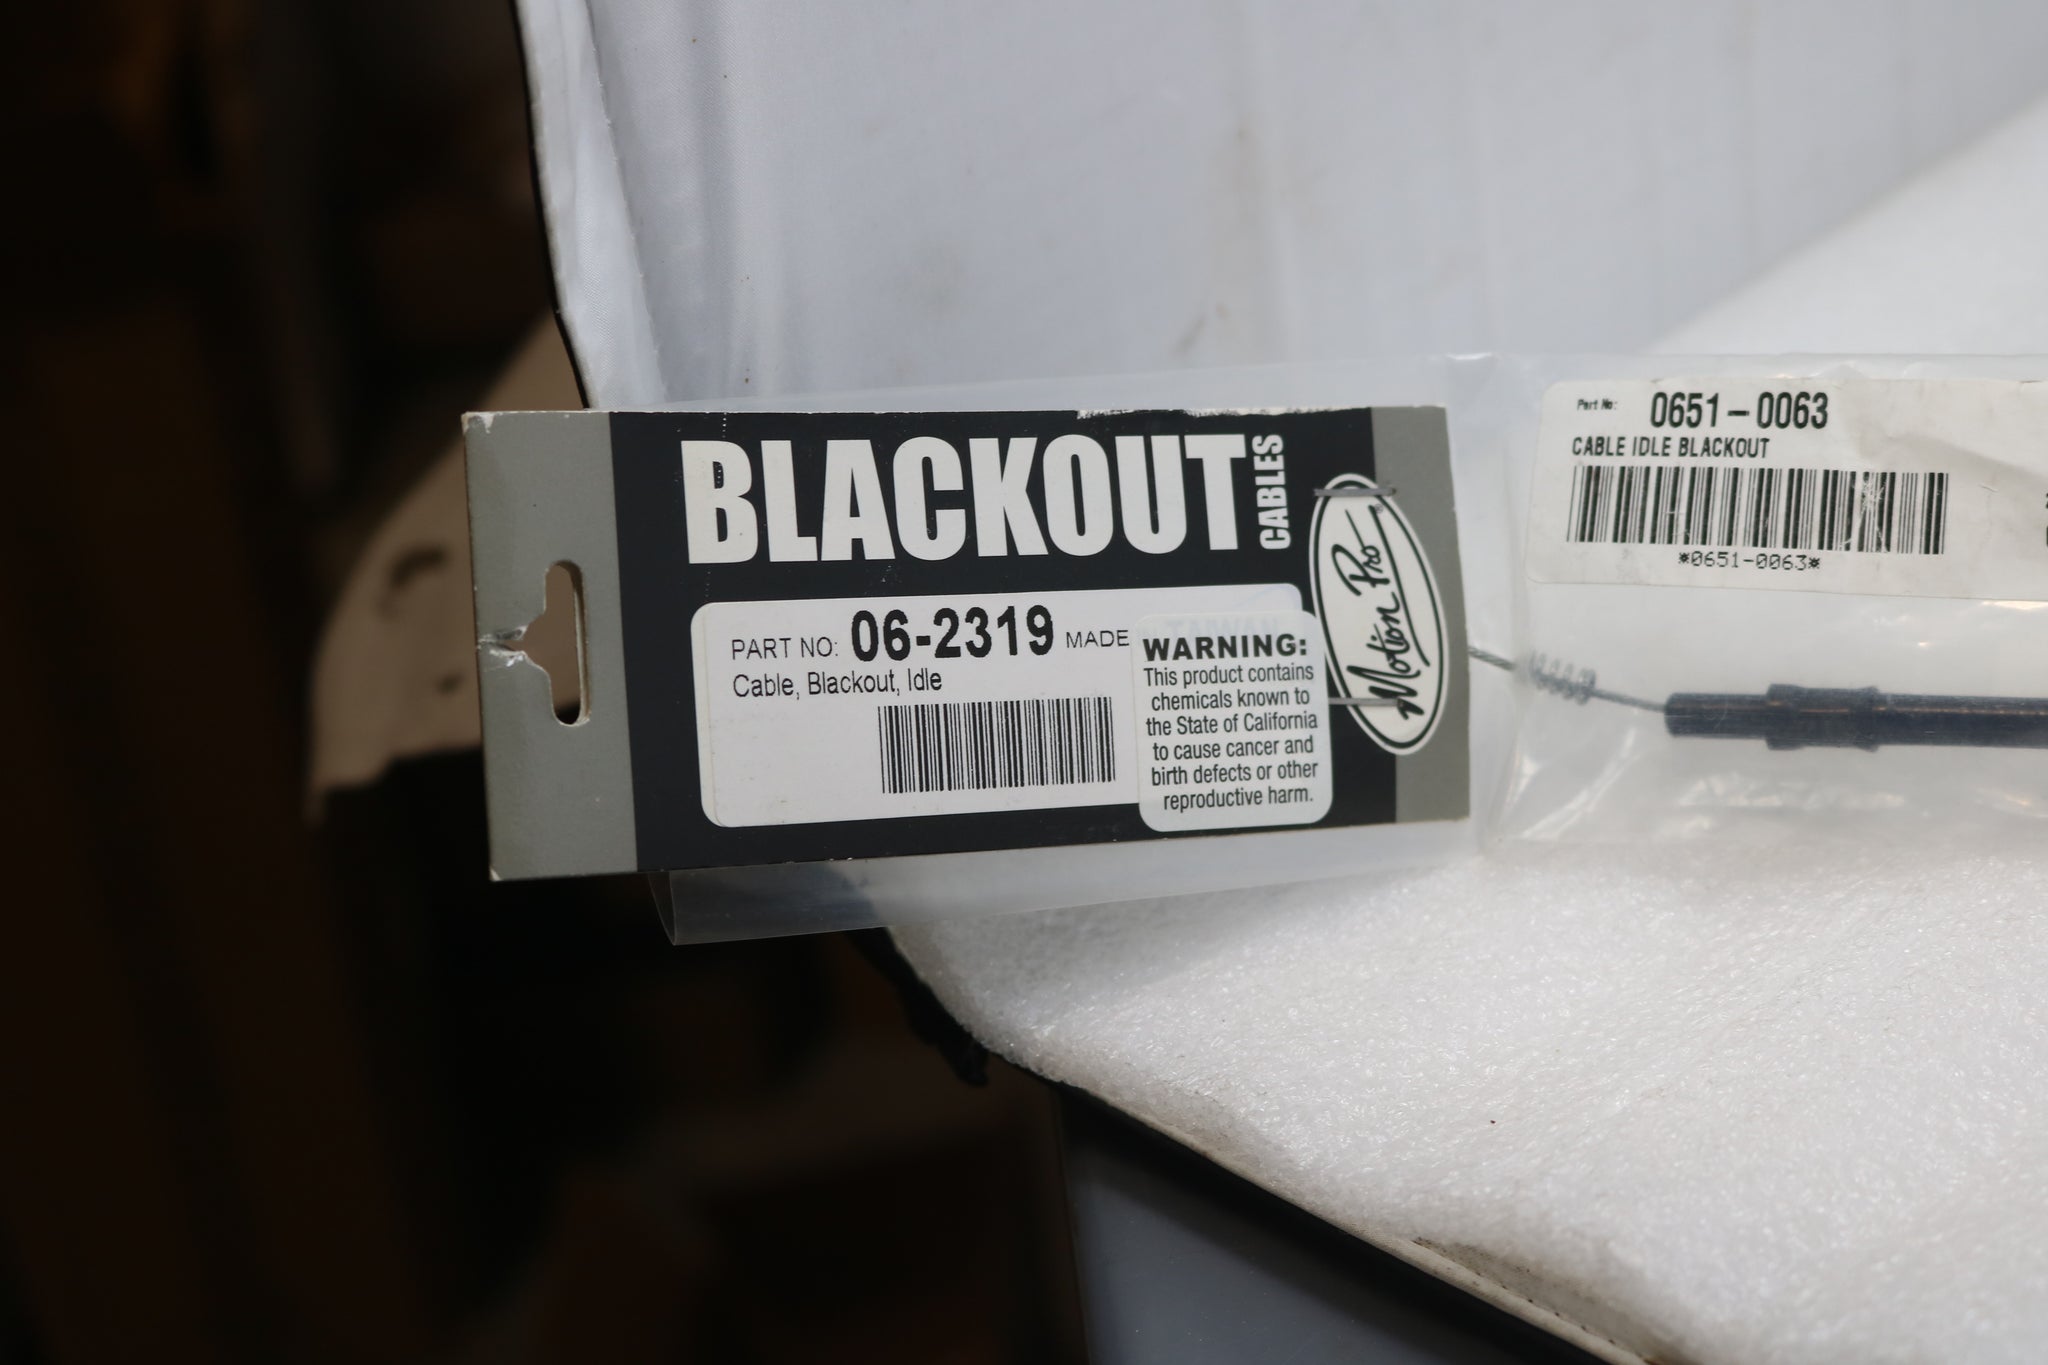 BLACKOUT CABLES
Motion Pro®
PART NO: 06-2319 MADE IN TAIWAN
Cable, Blackout, Idle
WARNING:
This product contains
chemicals known to
the State of California
to cause cancer and
birth defects or other
reproductive harm.
Part No: 0651-0063
CABLE IDLE BLACKOUT
*0651-0063*